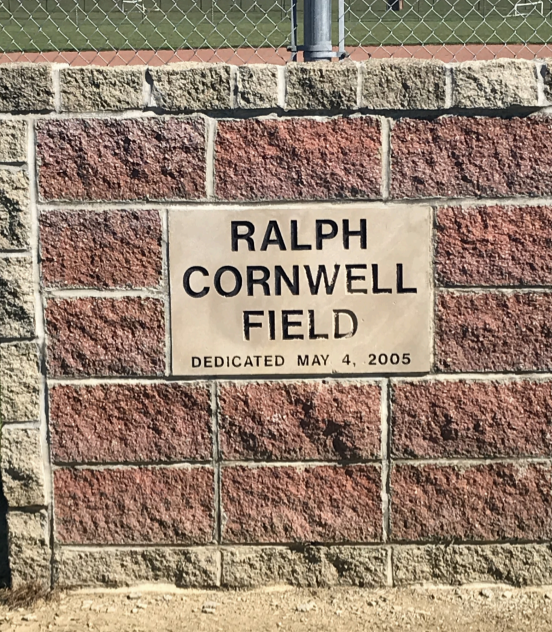 RALPH
CORNWELL
FIELD
DEDICATED MAY 4, 2005